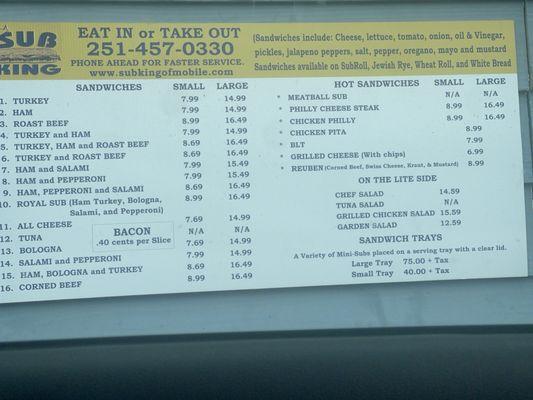 SUB
KING
EAT IN or TAKE OUT
251-457-0330
PHONE AHEAD FOR FASTER SERVICE.
www.subkingofmobile.com
(Sandwiches include: Cheese, lettuce, tomato, onion, oil & Vinegar,
pickles, jalapeno peppers, salt, pepper, oregano, mayo and mustard
Sandwiches available on SubRoll, Jewish Rye, Wheat Roll, and White Bread
SANDWICHES SMALL LARGE
1. TURKEY 7.99 14.99
2. HAM 7.99 14.99
3. ROAST BEEF 8.99 16.49
4. TURKEY and HAM 7.99 14.99
5. TURKEY, HAM and ROAST BEEF 8.69 16.49
6. TURKEY and ROAST BEEF 8.69 16.49
7. HAM and SALAMI 7.99 15.49
8. HAM and PEPPERONI 7.99 15.49
9. HAM, PEPPERONI, and SALAMI 8.69 16.49
10. ROYAL SUB (Ham Turkey, Bologna, 8.99 16.49
Salami, and Pepperoni)
11. ALL CHEESE 7.69 14.99
12. TUNA N/A N/A
13. BOLOGNA 7.69 14.99
14. SALAMI and PEPPERONI 7.99 14.99
15. HAM, BOLOGNA and TURKEY 8.69 16.49
16. CORNED BEEF 8.99 16.49
BACON
.40 cents per Slice
HOT SANDWICHES SMALL LARGE
* MEATBALL SUB N/A N/A
* PHILLY CHEESE STEAK 8.99 16.49
* CHICKEN PHILLY 8.99 16.49
* CHICKEN PITA 8.99
* BLT 7.99
* GRILLED CHEESE (With chips) 6.99
* REUBEN (Corned Beef, Swiss Cheese, Kraut, & Mustard) 8.99
ON THE LITE SIDE
CHEF SALAD 14.59
TUNA SALAD N/A
GRILLED CHICKEN SALAD 15.59
GARDEN SALAD 12.59
SANDWICH TRAYS
A Variety of Mini-Subs placed on a serving tray with a clear lid.
Large Tray 75.00 + Tax
Small Tray 40.00 + Tax